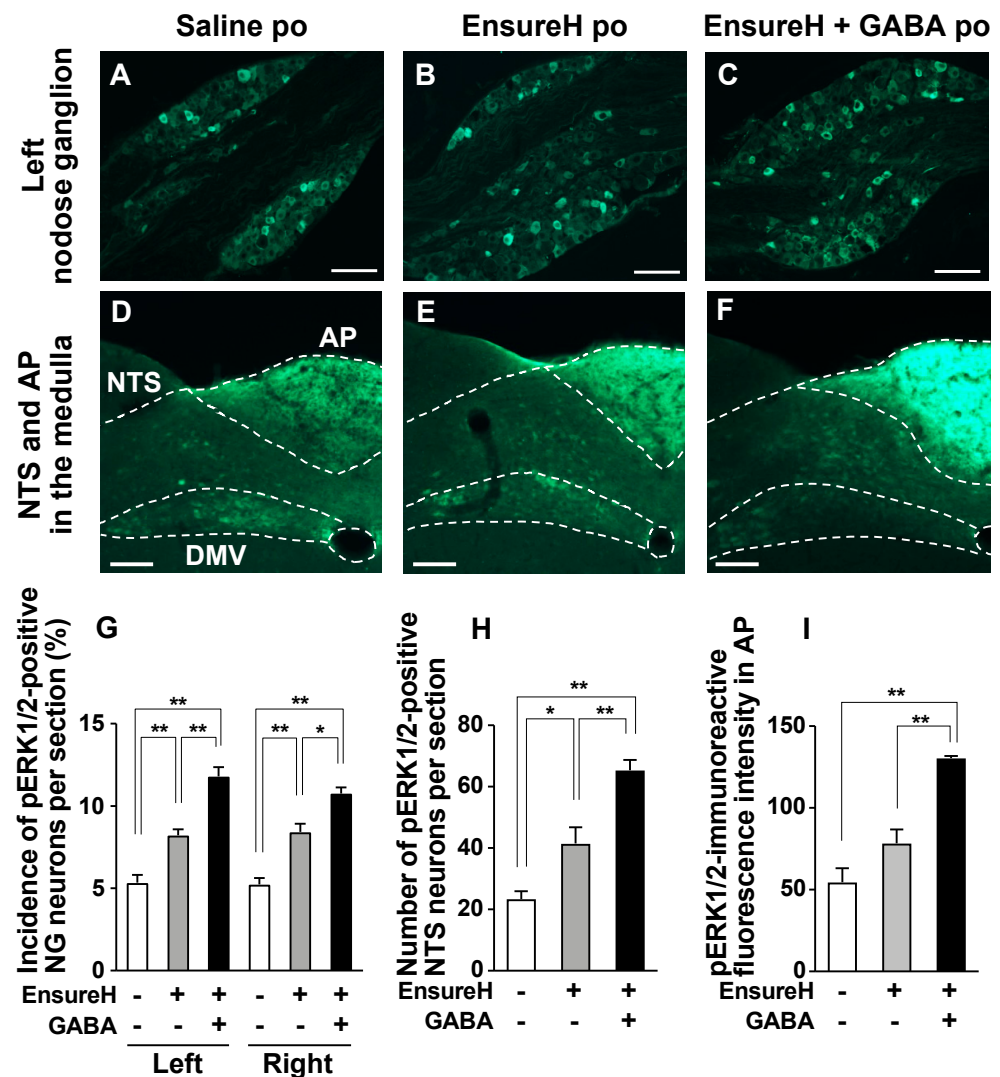 Saline po
EnsureH po
EnsureH + GABA po
Left
nodose ganglion
A
B
C
NTS and AP
in the medulla
D
AP
NTS
DMV
E
F
G
Incidence of pERK1/2-positive
NG neurons per section (%)
15
10
5
0
** ** ** ** ** *
EnsureH - + + - + +
GABA - - + - - +
Left Right
H
Number of pERK1/2-positive
NTS neurons per section
80
60
40
20
0
** * **
EnsureH - + +
GABA - - +
I
pERK1/2-immunoreactive
fluorescence intensity in AP
150
100
50
0
** **
EnsureH - + +
GABA - - +